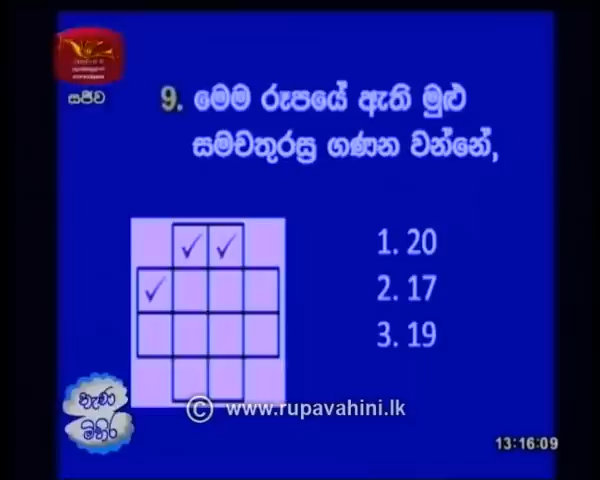 සජීව
9. මෙම රූපයේ ඇති මුළු
සමචතුරස්‍ර ගණන වන්නේ,
1. 20
2. 17
3. 19
නැණ
මිහිර
© www.rupavahini.lk
13:16:09